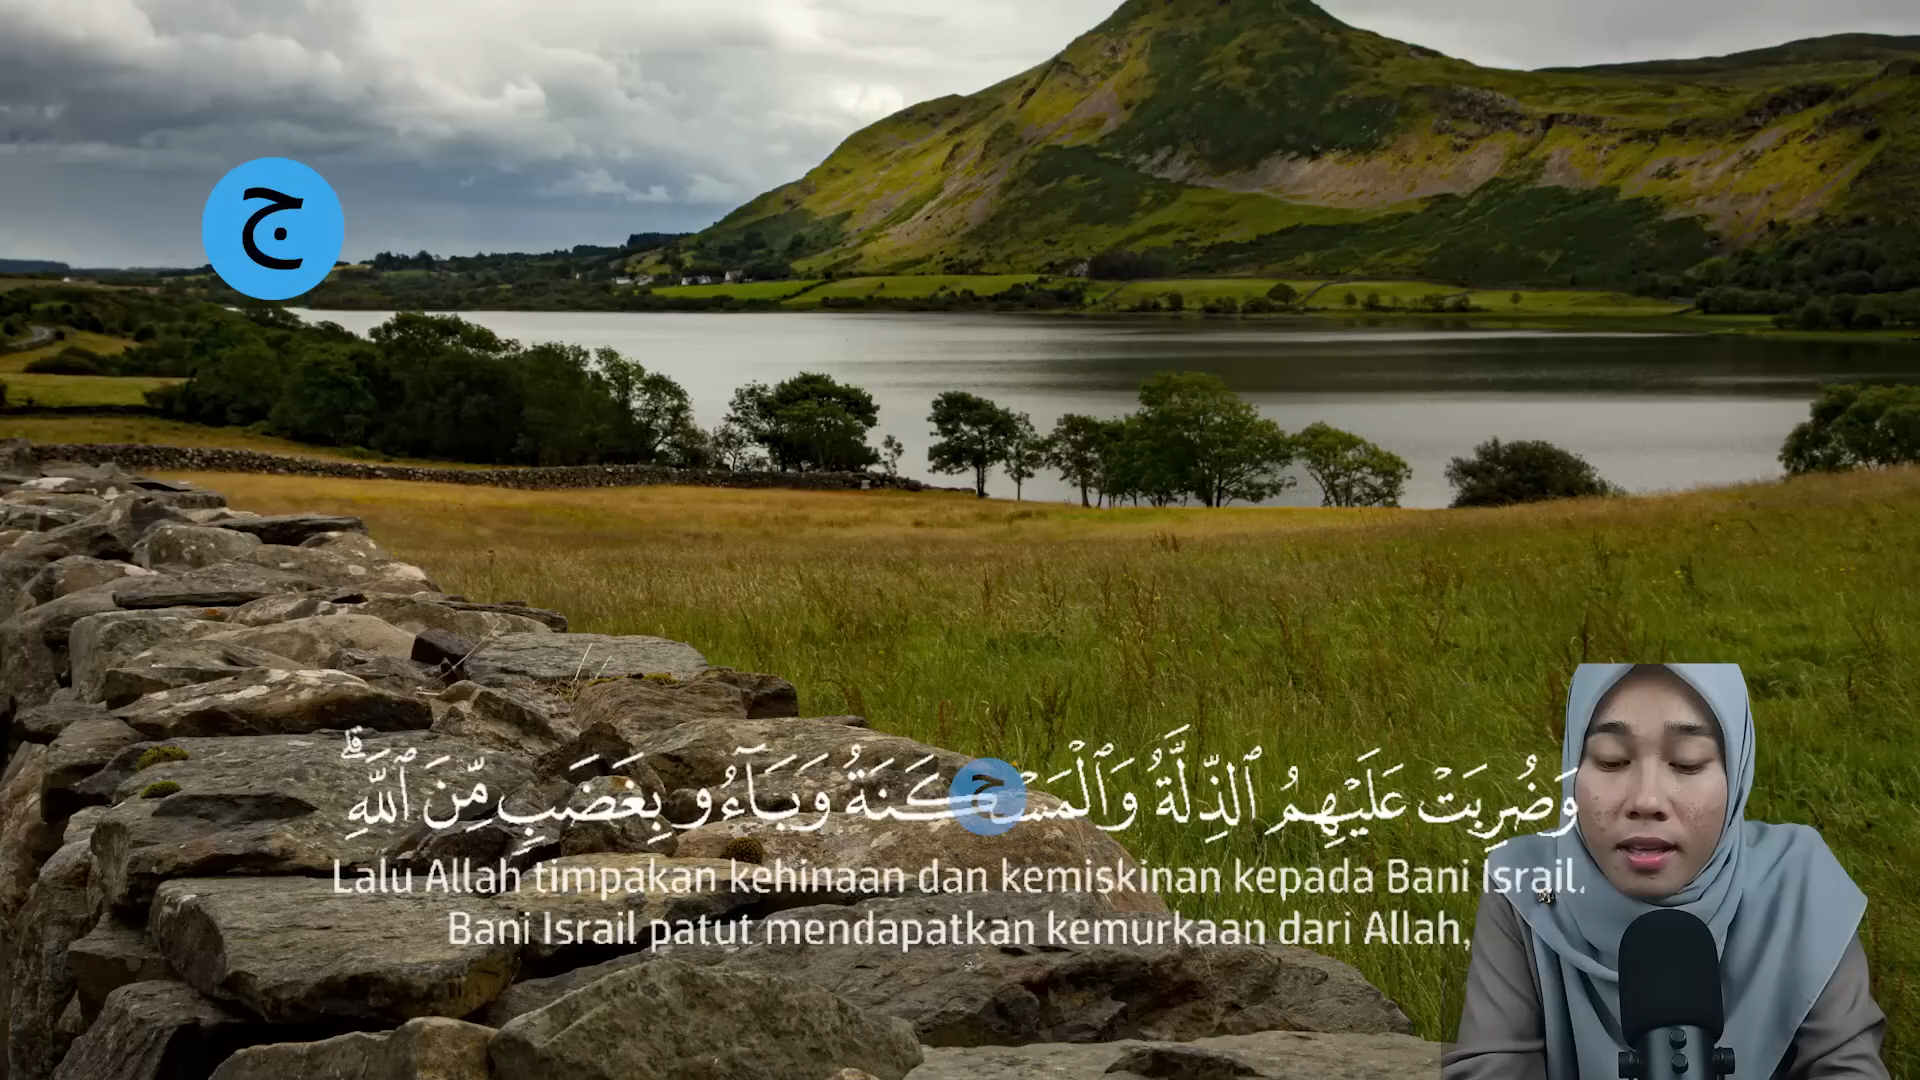 ج
وَضُرِبَتْ عَلَيْهِمُ ٱلذِّلَّةُ وَٱلْمَسْكَنَةُ وَبَآءُو بِغَضَبٍ مِّنَ ٱللَّهِ ۗ
ج
Lalu Allah timpakan kehinaan dan kemiskinan kepada Bani Israil.
Bani Israil patut mendapatkan kemurkaan dari Allah,